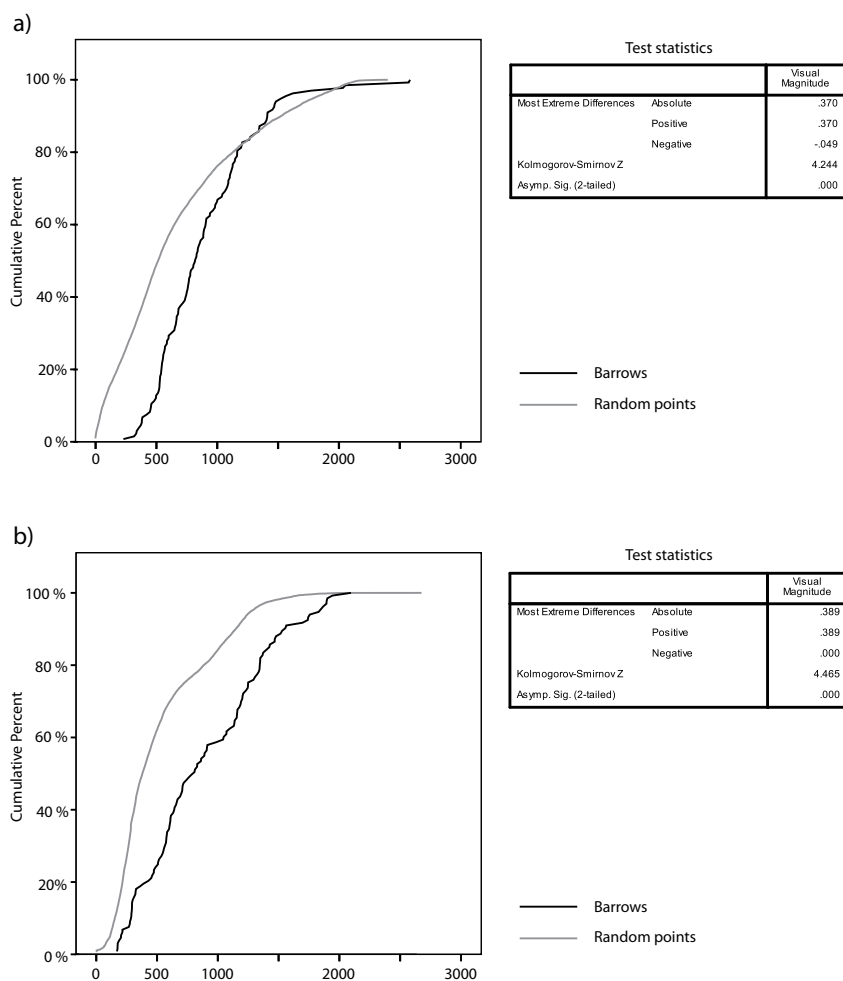 a)
Test statistics
Visual Magnitude
Most Extreme Differences Absolute .370
Positive .370
Negative -.049
Kolmogorov-Smirnov Z 4.244
Asymp. Sig. (2-tailed) .000
100 %
80 %
60 %
40 %
20%
0 %
Cumulative Percent
0 500 1000 2000 3000
Barrows
Random points
b)
Test statistics
Visual Magnitude
Most Extreme Differences Absolute .389
Positive .389
Negative .000
Kolmogorov-Smirnov Z 4.465
Asymp. Sig. (2-tailed) .000
100 %
80 %
60 %
40 %
20%
0 %
Cumulative Percent
0 500 1000 2000 3000
Barrows
Random points